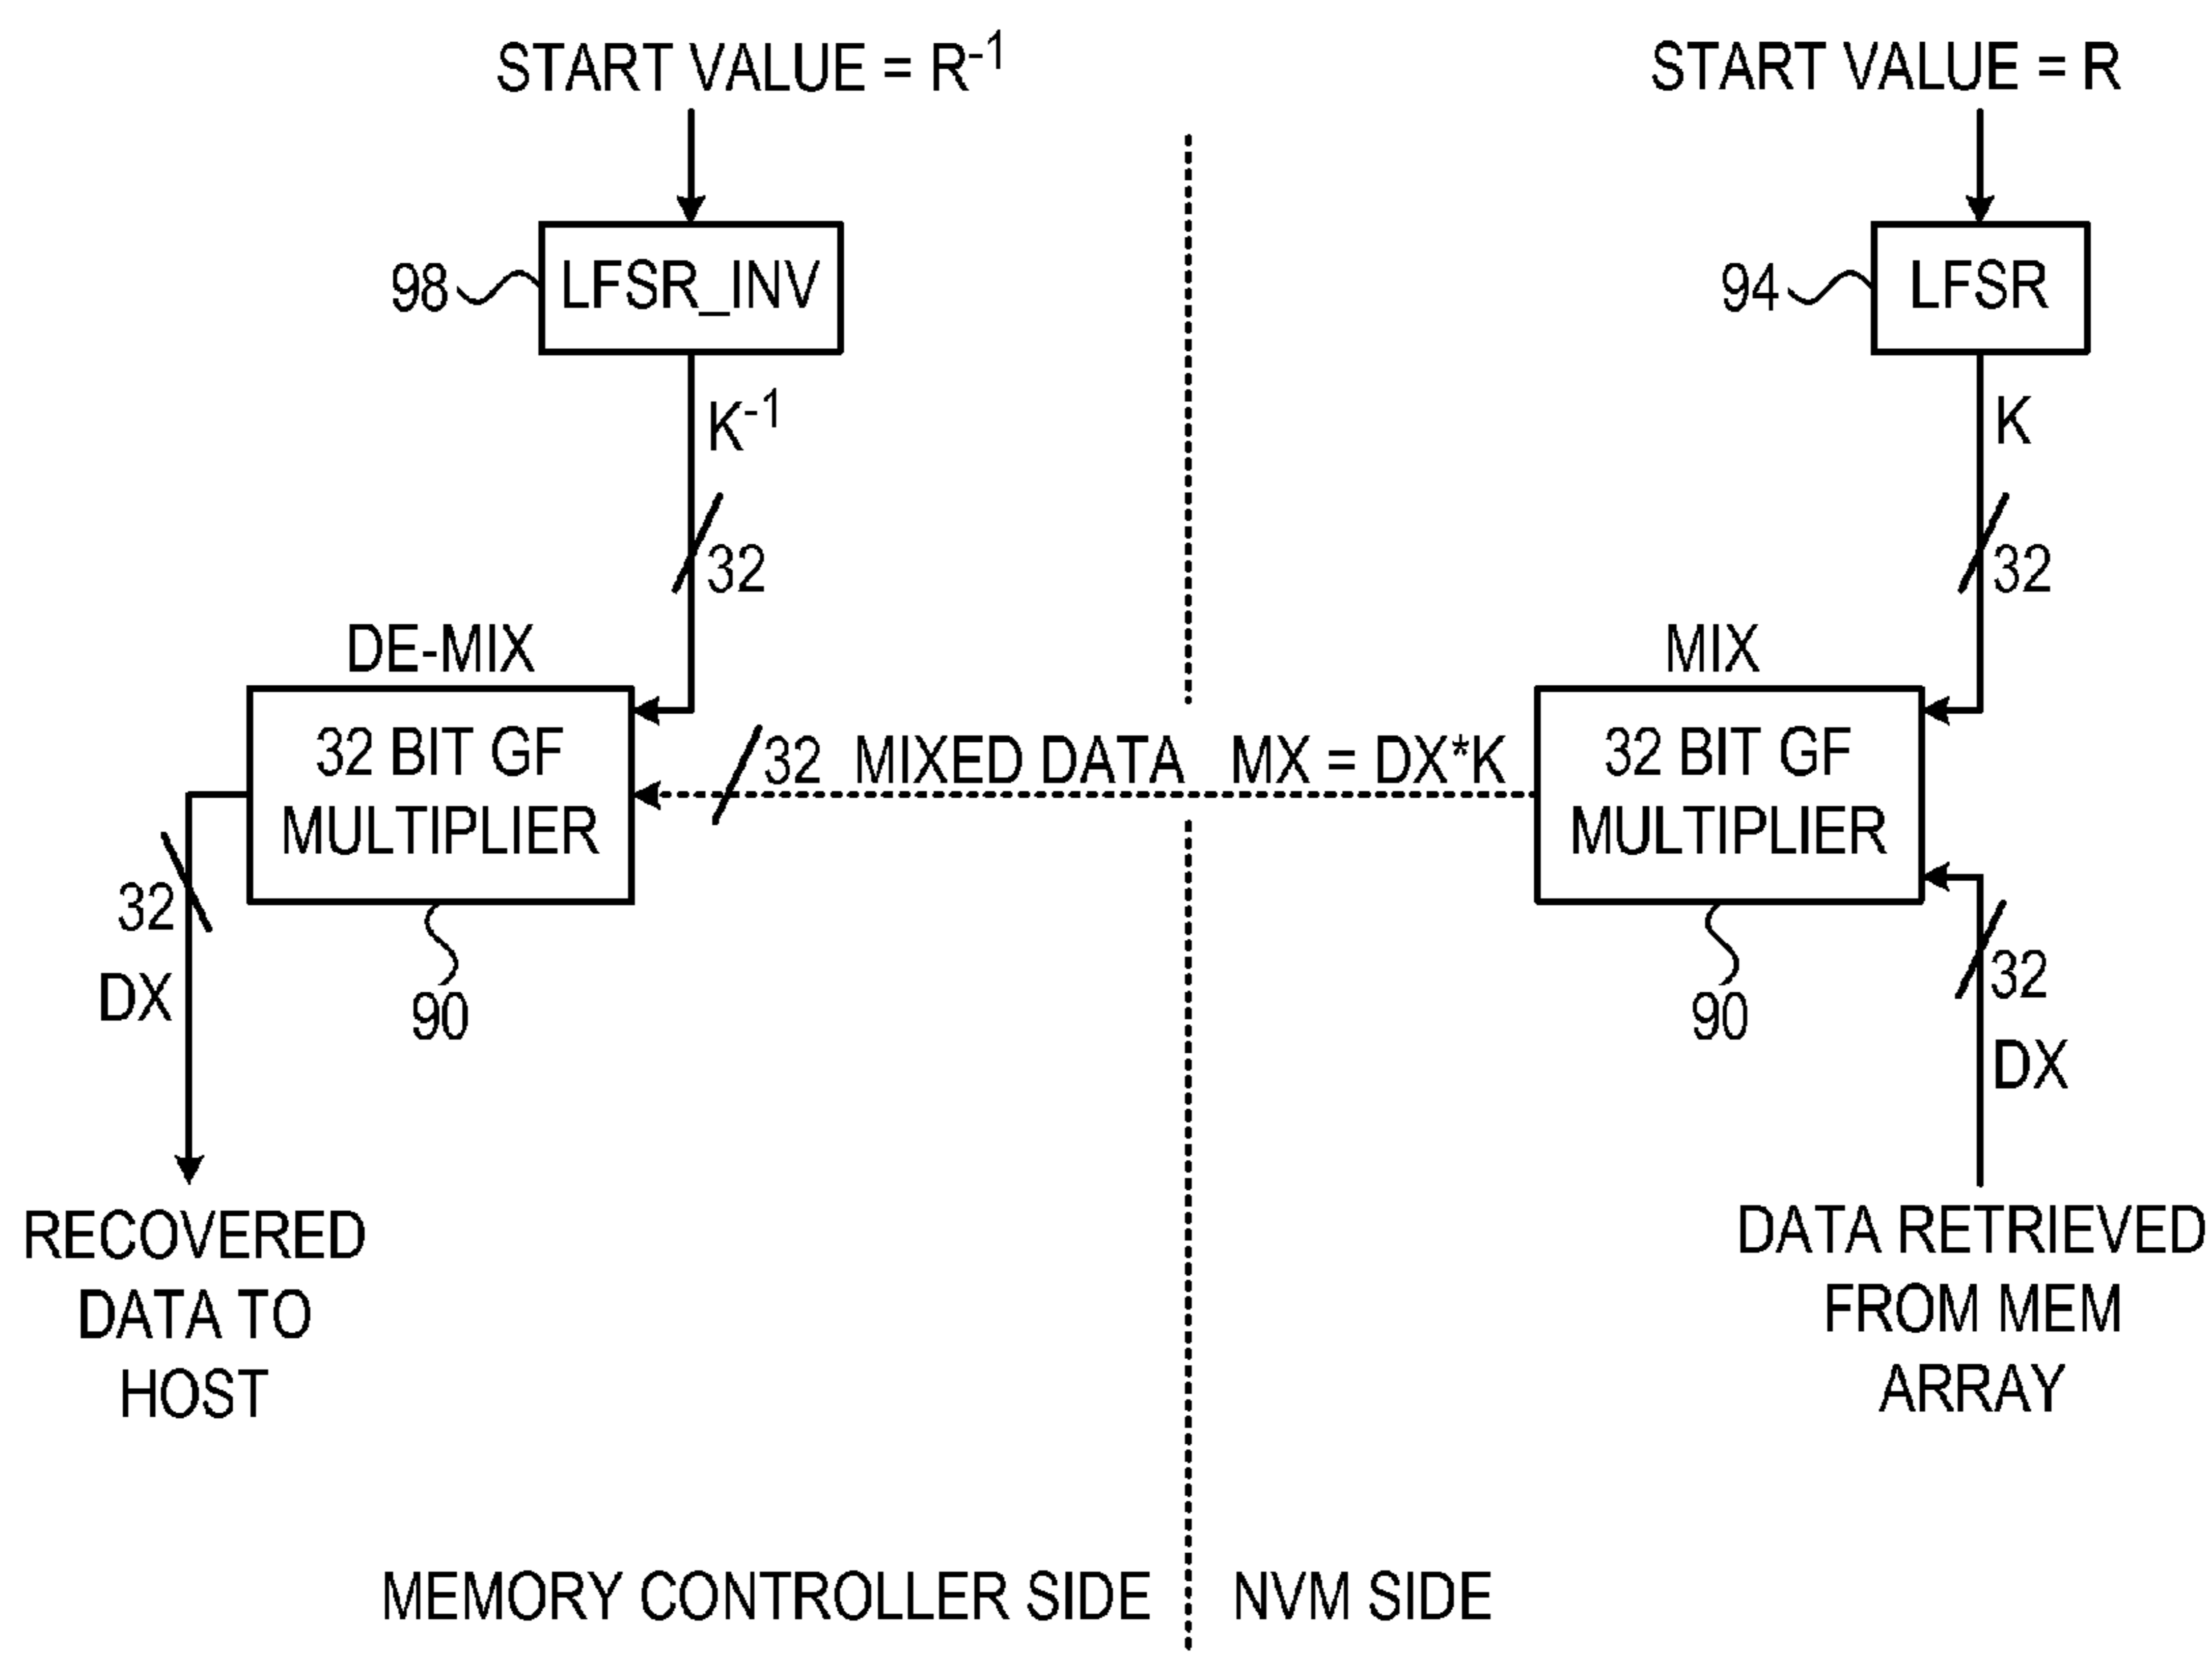 START VALUE = R⁻¹
START VALUE = R
98
LFSR_INV
94
LFSR
K⁻¹
K
32
32
DE-MIX
MIX
32 BIT GF
MULTIPLIER
32 MIXED DATA MX = DX*K
32 BIT GF
MULTIPLIER
32
DX
90
90
32
DX
RECOVERED
DATA TO
HOST
DATA RETRIEVED
FROM MEM
ARRAY
MEMORY CONTROLLER SIDE
NVM SIDE